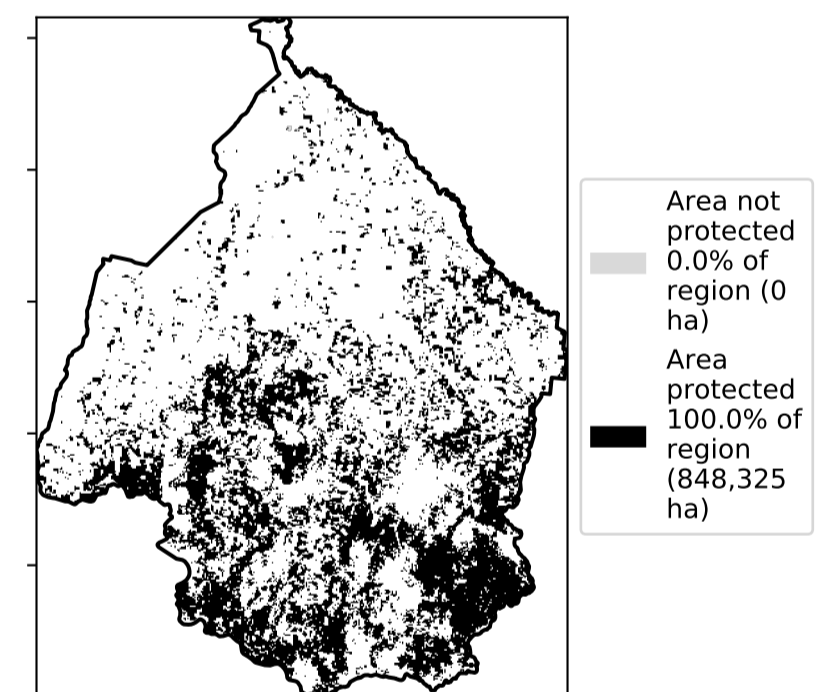 Area not
protected
0.0% of
region (0
ha)
Area
protected
100.0% of
region
(848,325
ha)